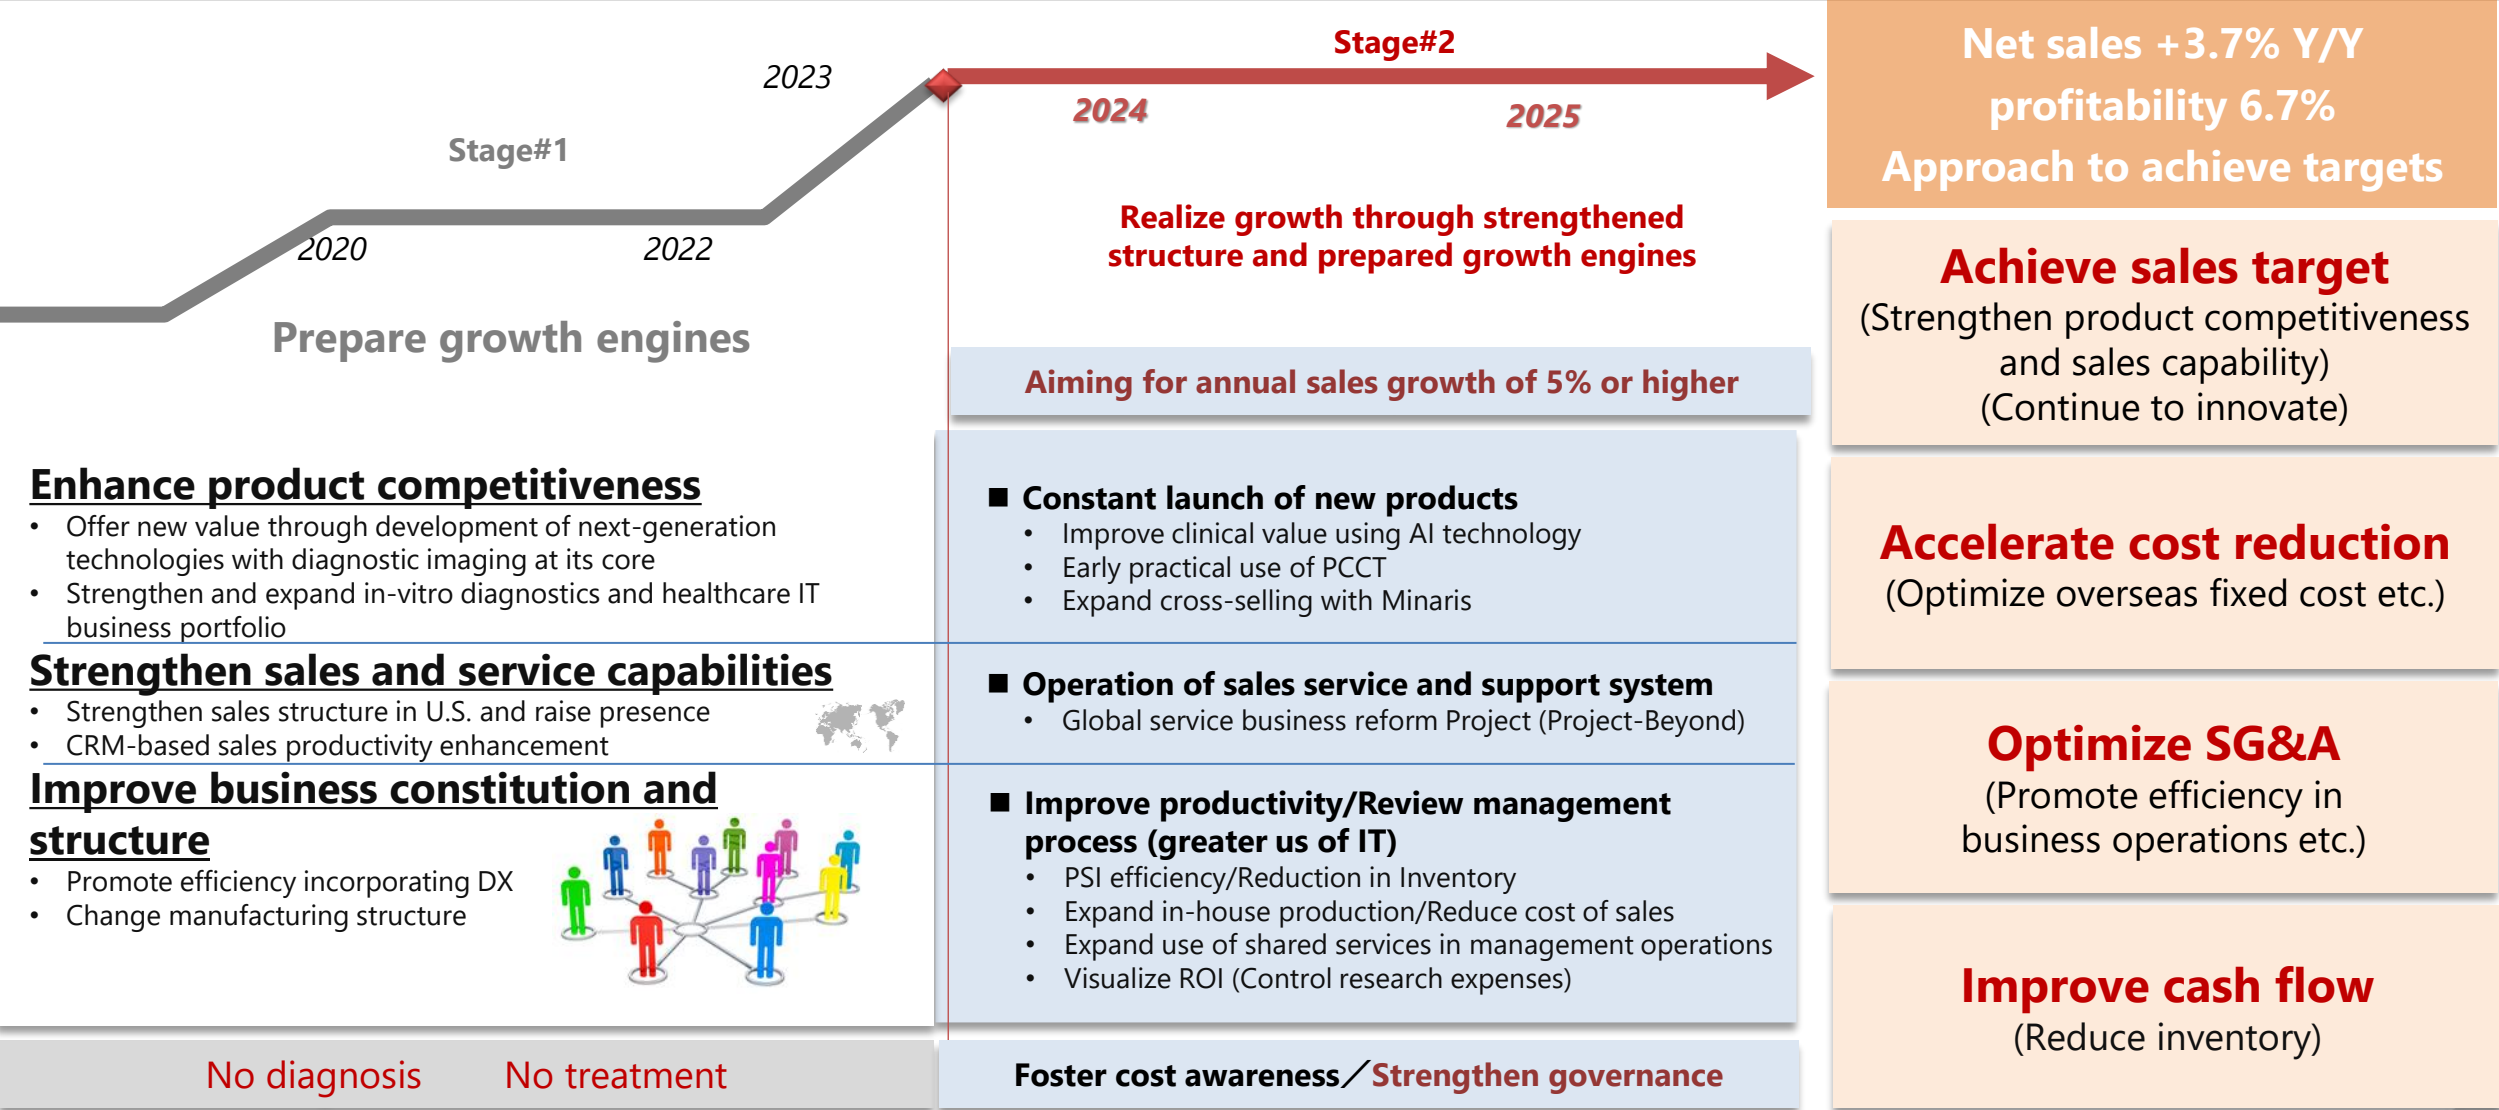 Stage#1
2020
2022
2023
Prepare growth engines
Stage#2
2024
2025
Realize growth through strengthened
structure and prepared growth engines
Aiming for annual sales growth of 5% or higher
Enhance product competitiveness
• Offer new value through development of next-generation
technologies with diagnostic imaging at its core
• Strengthen and expand in-vitro diagnostics and healthcare IT
business portfolio
Strengthen sales and service capabilities
• Strengthen sales structure in U.S. and raise presence
• CRM-based sales productivity enhancement
Improve business constitution and
structure
• Promote efficiency incorporating DX
• Change manufacturing structure
No diagnosis No treatment
■ Constant launch of new products
• Improve clinical value using AI technology
• Early practical use of PCCT
• Expand cross-selling with Minaris
■ Operation of sales service and support system
• Global service business reform Project (Project-Beyond)
■ Improve productivity/Review management
process (greater us of IT)
• PSI efficiency/Reduction in Inventory
• Expand in-house production/Reduce cost of sales
• Expand use of shared services in management operations
• Visualize ROI (Control research expenses)
Foster cost awareness／Strengthen governance
Net sales +3.7% Y/Y
profitability 6.7%
Approach to achieve targets
Achieve sales target
(Strengthen product competitiveness
and sales capability)
(Continue to innovate)
Accelerate cost reduction
(Optimize overseas fixed cost etc.)
Optimize SG&A
(Promote efficiency in
business operations etc.)
Improve cash flow
(Reduce inventory)